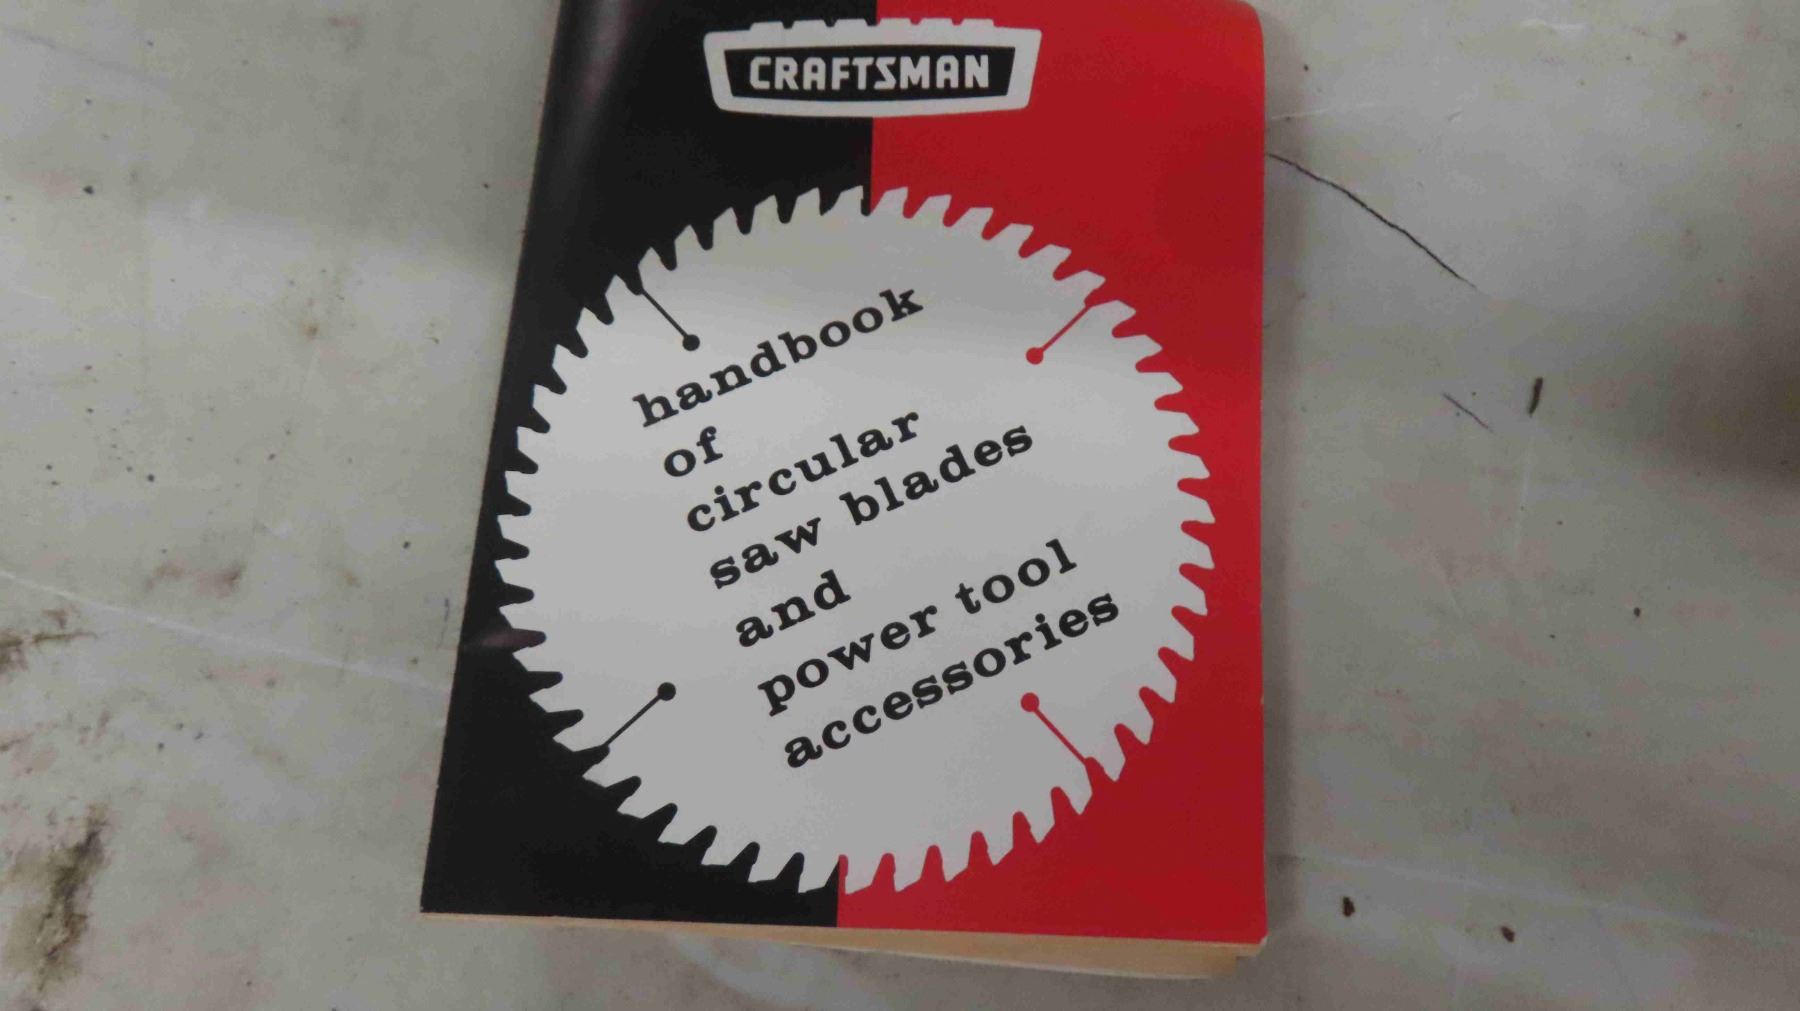 CRAFTSMAN
handbook
of
circular
saw blades
and
power tool
accessories